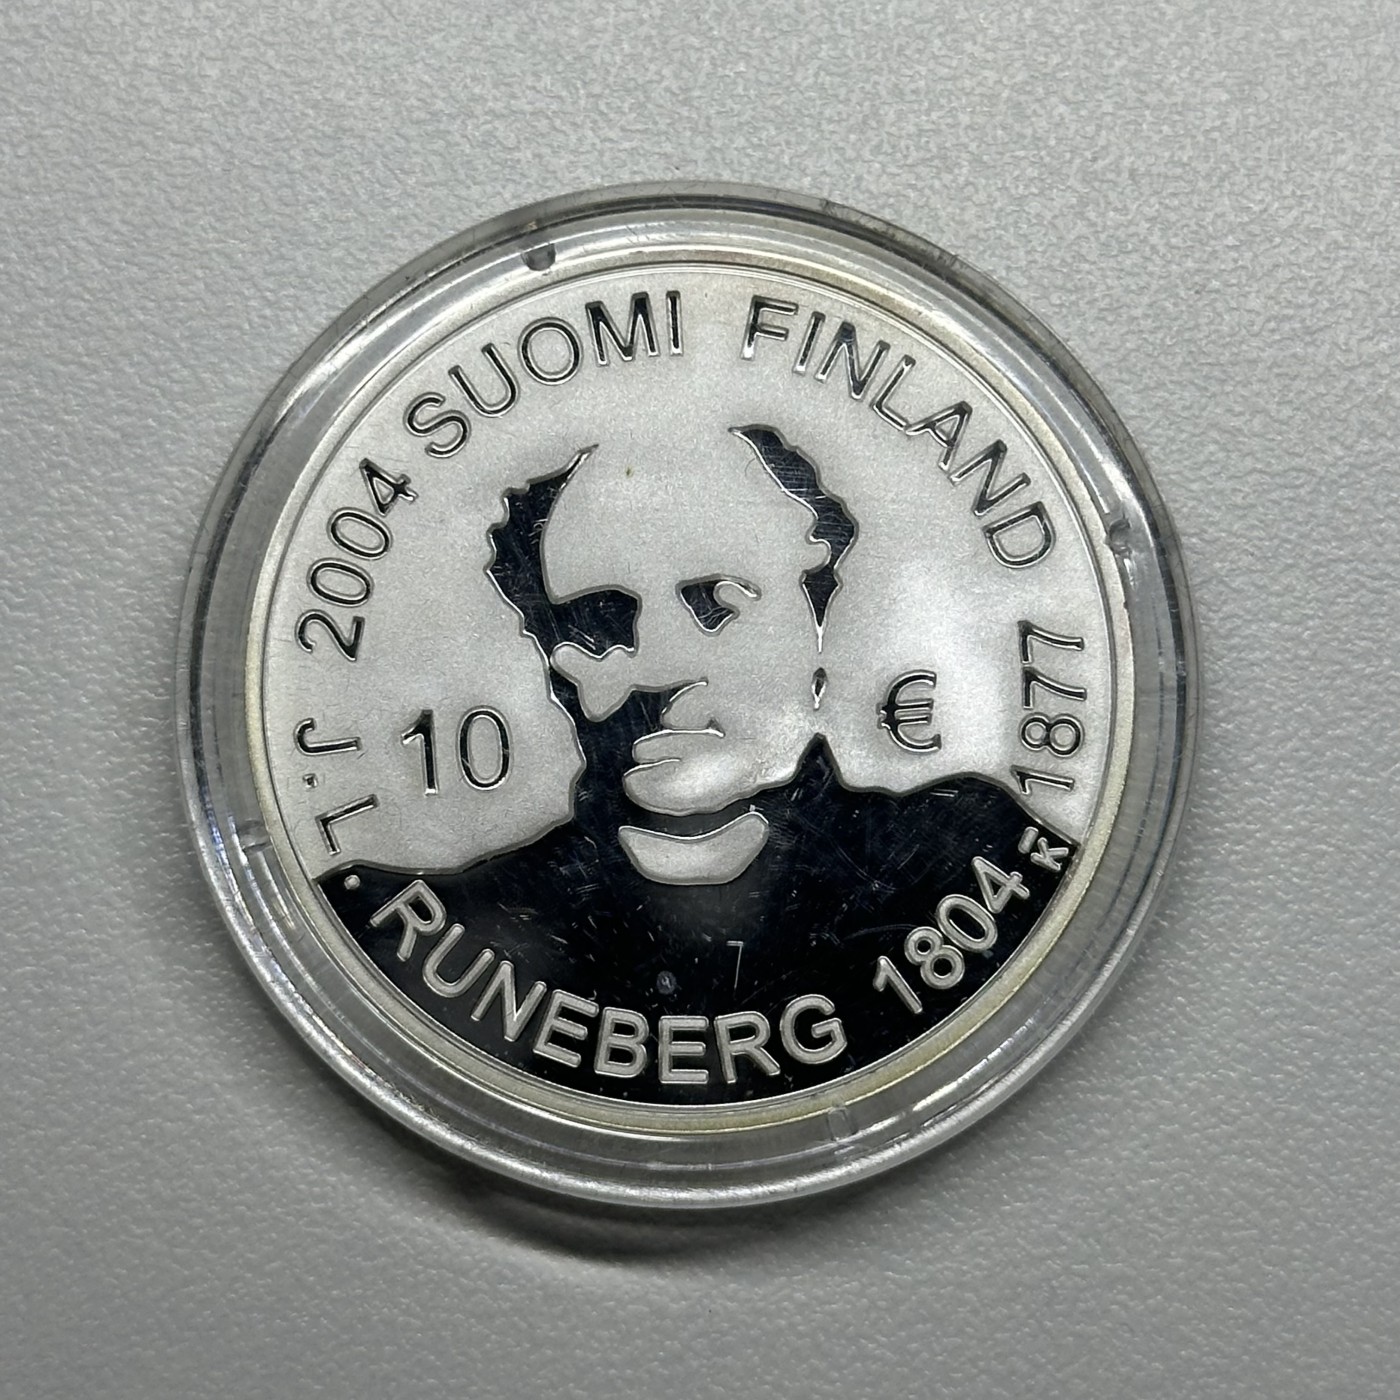 2004 SUOMI FINLAND
10 €
J. L. RUNEBERG 1804 1877
K